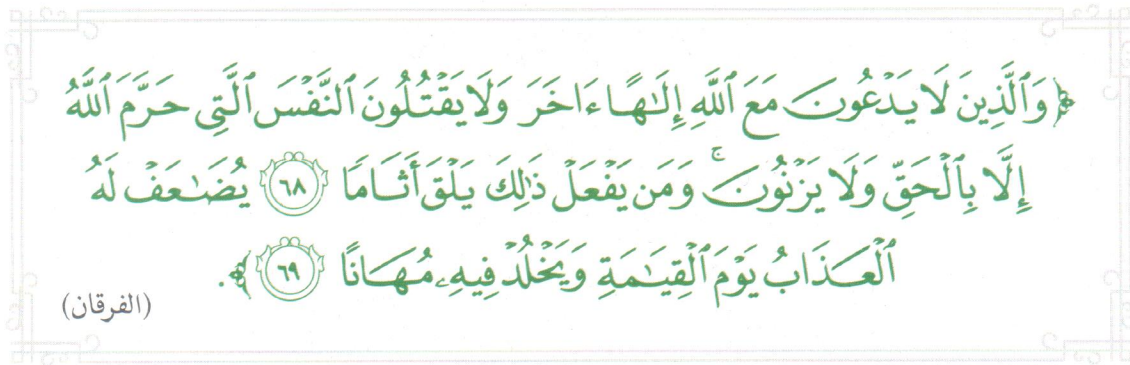 ﴿وَٱلَّذِينَ لَا يَدْعُونَ مَعَ ٱللَّهِ إِلَٰهًا ءَاخَرَ وَلَا يَقْتُلُونَ ٱلنَّفْسَ ٱلَّتِى حَرَّمَ ٱللَّهُ
إِلَّا بِٱلْحَقِّ وَلَا يَزْنُونَ ۚ وَمَن يَفْعَلْ ذَٰلِكَ يَلْقَ أَثَامًا ٦٨ يُضَٰعَفْ لَهُ
ٱلْعَذَابُ يَوْمَ ٱلْقِيَٰمَةِ وَيَخْلُدْ فِيهِۦ مُهَانًا ٦٩﴾.
(الفرقان)